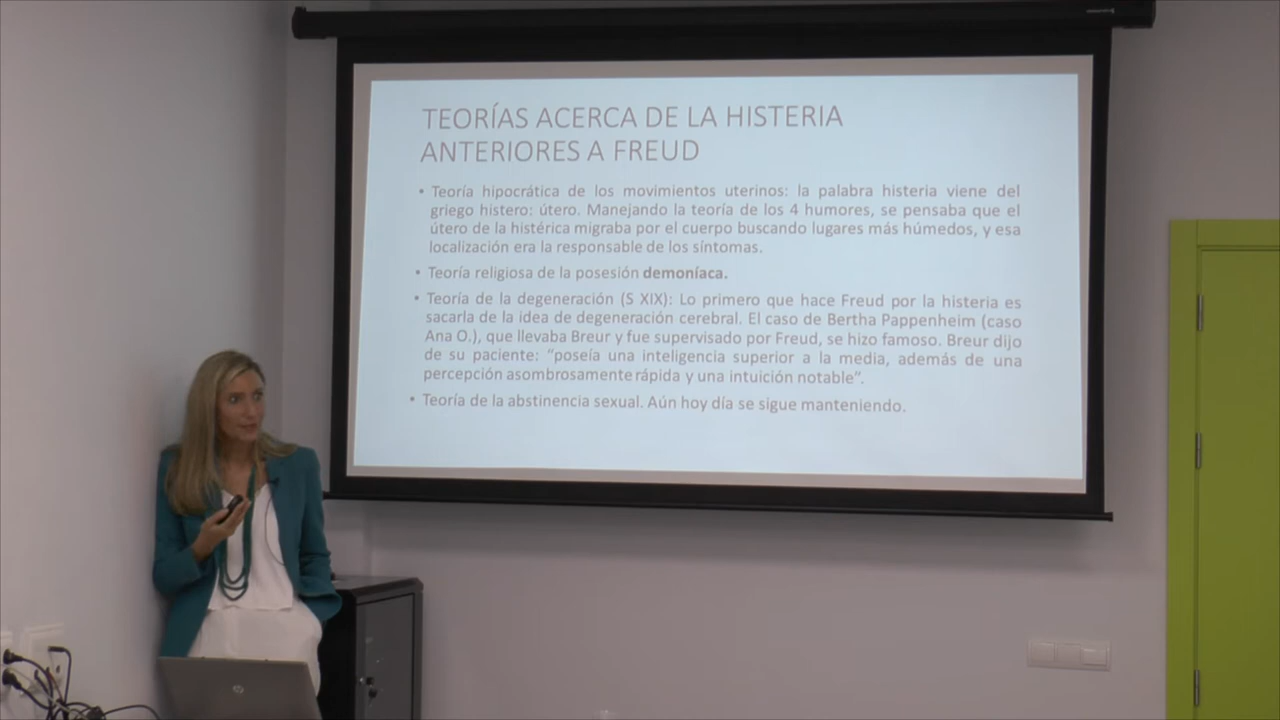 TEORÍAS ACERCA DE LA HISTERIA
ANTERIORES A FREUD
• Teoría hipocrática de los movimientos uterinos: la palabra histeria viene del
griego histero: útero. Manejando la teoría de los 4 humores, se pensaba que el
útero de la histérica migraba por el cuerpo buscando lugares más húmedos, y esa
localización era la responsable de los síntomas.
• Teoría religiosa de la posesión demoníaca.
• Teoría de la degeneración (S XIX): Lo primero que hace Freud por la histeria es
sacarla de la idea de degeneración cerebral. El caso de Bertha Pappenheim (caso
Ana O.), que llevaba Breur y fue supervisado por Freud, se hizo famoso. Breur dijo
de su paciente: “poseía una inteligencia superior a la media, además de una
percepción asombrosamente rápida y una intuición notable”.
• Teoría de la abstinencia sexual. Aún hoy día se sigue manteniendo.
hp